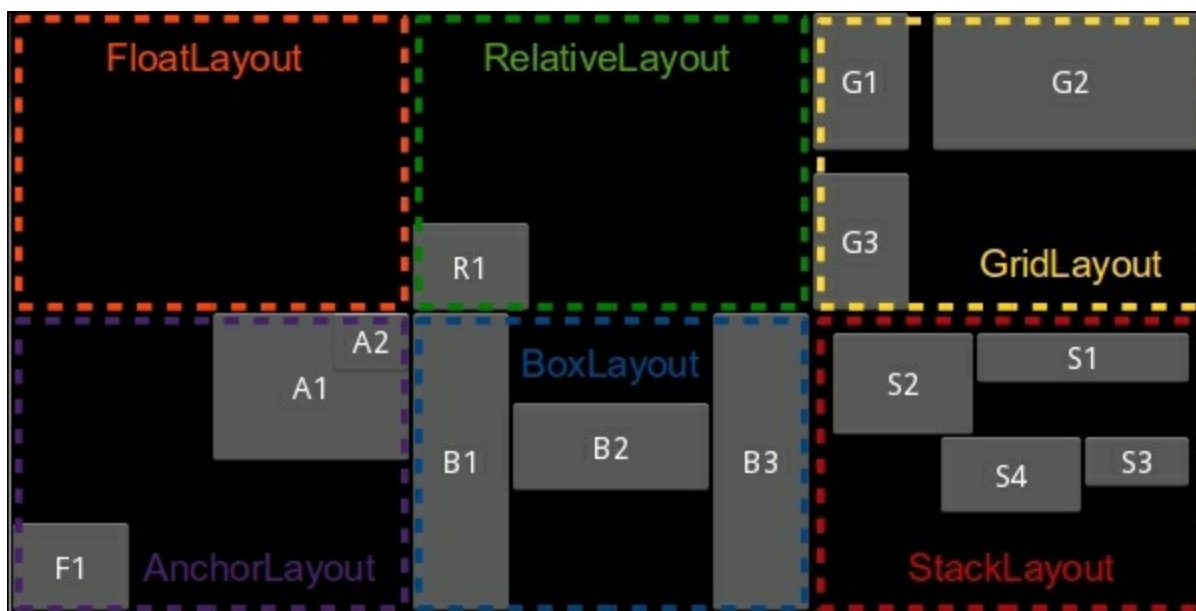 FloatLayout
RelativeLayout
G1
G2
R1
G3
GridLayout
A2
A1
BoxLayout
S1
S2
B1
B2
B3
S3
S4
F1
AnchorLayout
StackLayout